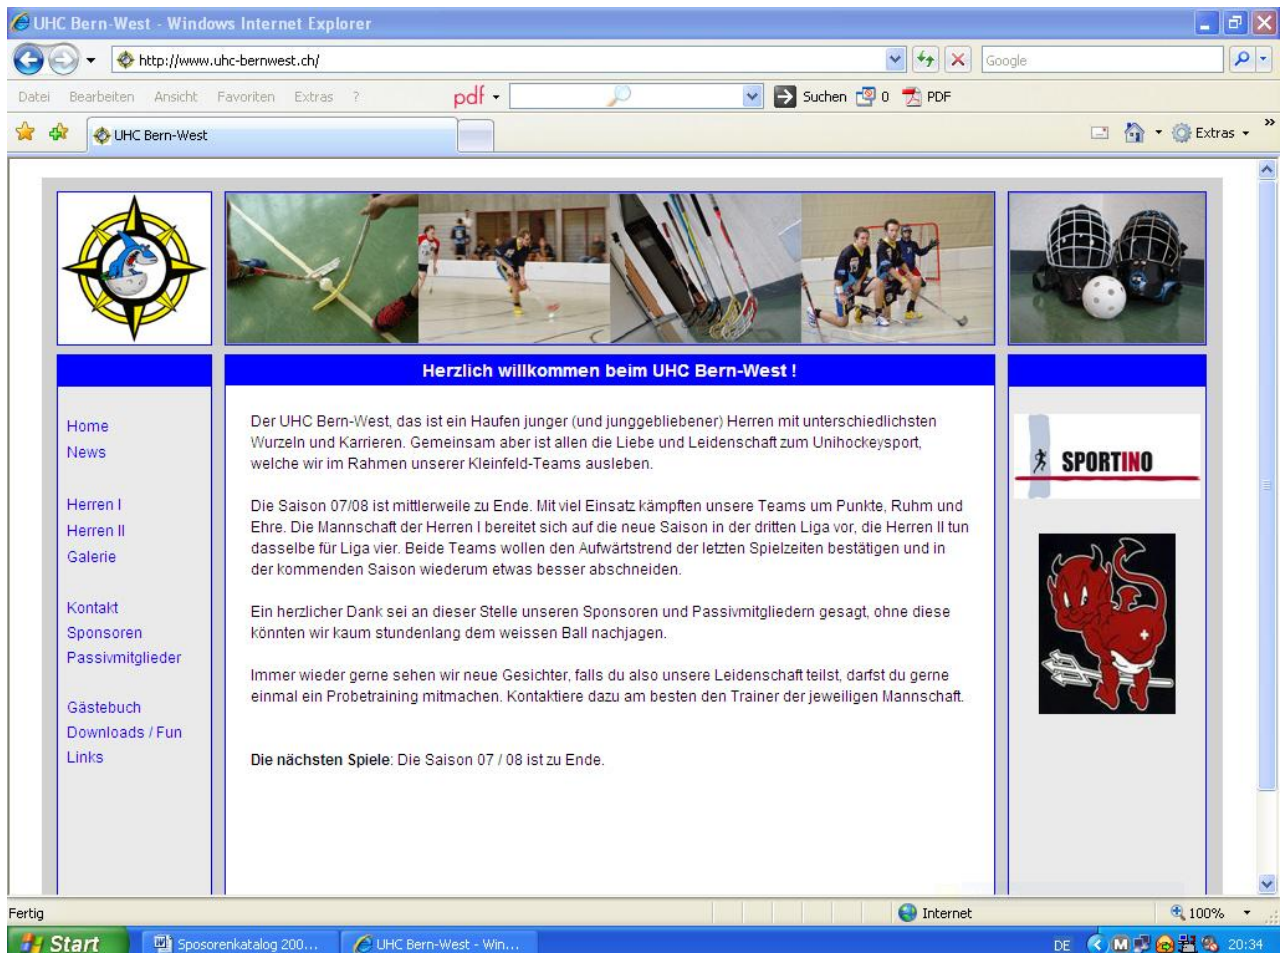 UHC Bern-West - Windows Internet Explorer
http://www.uhc-bernwest.ch/
Google
Datei Bearbeiten Ansicht Favoriten Extras ?
pdf
Suchen 0 PDF
UHC Bern-West
Extras
Herzlich willkommen beim UHC Bern-West !
Home
News
Herren I
Herren II
Galerie
Kontakt
Sponsoren
Passivmitglieder
Gästebuch
Downloads / Fun
Links
Der UHC Bern-West, das ist ein Haufen junger (und junggebliebener) Herren mit unterschiedlichsten
Wurzeln und Karrieren. Gemeinsam aber ist allen die Liebe und Leidenschaft zum Unihockeysport,
welche wir im Rahmen unserer Kleinfeld-Teams ausleben.
Die Saison 07/08 ist mittlerweile zu Ende. Mit viel Einsatz kämpften unsere Teams um Punkte, Ruhm und
Ehre. Die Mannschaft der Herren I bereitet sich auf die neue Saison in der dritten Liga vor, die Herren II tun
dasselbe für Liga vier. Beide Teams wollen den Aufwärtstrend der letzten Spielzeiten bestätigen und in
der kommenden Saison wiederum etwas besser abschneiden.
Ein herzlicher Dank sei an dieser Stelle unseren Sponsoren und Passivmitgliedern gesagt, ohne diese
könnten wir kaum stundenlang dem weissen Ball nachjagen.
Immer wieder gerne sehen wir neue Gesichter, falls du also unsere Leidenschaft teilst, darfst du gerne
einmal ein Probetraining mitmachen. Kontaktiere dazu am besten den Trainer der jeweiligen Mannschaft.
Die nächsten Spiele: Die Saison 07 / 08 ist zu Ende.
SPORTINO
Fertig
Internet
100%
Start
Sposorenkatalog 200...
UHC Bern-West - Win...
DE
20:34